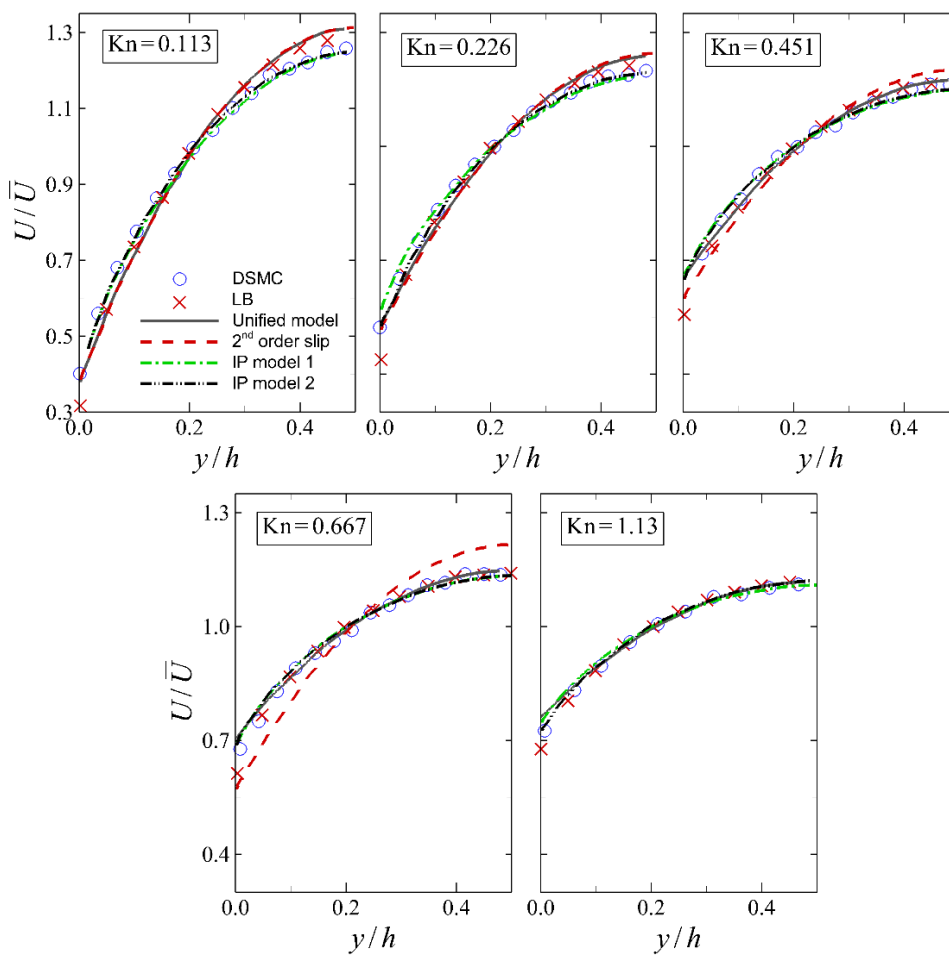 Kn=0.113
Kn=0.226
Kn=0.451
1.3
1.1
0.9
0.7
0.5
0.3
U/U̅
DSMC
LB
Unified model
2nd order slip
IP model 1
IP model 2
0.0 0.2 0.4
0.0 0.2 0.4
0.0 0.2 0.4
y/h
y/h
y/h
Kn=0.667
Kn=1.13
1.3
1.0
0.7
0.4
U/U̅
0.0 0.2 0.4
0.0 0.2 0.4
y/h
y/h